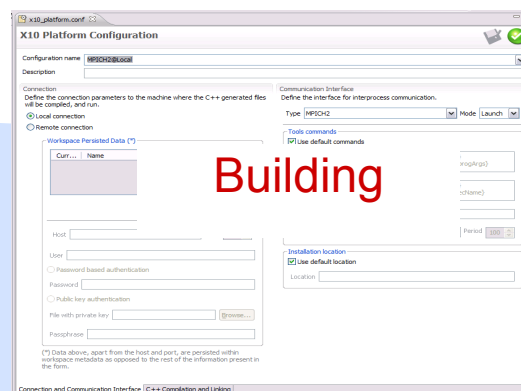 x10_platform.conf
X10 Platform Configuration
Configuration name MPICH2@Local
Description
Connection
Define the connection parameters to the machine where the C++ generated files
will be compiled, and run.
Local connection
Remote connection
Workspace Persisted Data (*)
Curr... Name
Host
User
Password based authentication
Password
Public key authentication
File with private key Browse...
Passphrase
(*) Data above, apart from the host and port, are persisted within
workspace metadata as opposed to the rest of the information present in
the form.
Communication Interface
Define the interface for interprocess communication.
Type MPICH2 Mode Launch
Tools commands
Use default commands
rogArgs}
cName}
Period 100
Building
Installation location
Use default location
Location
Connection and Communication Interface C++ Compilation and Linking